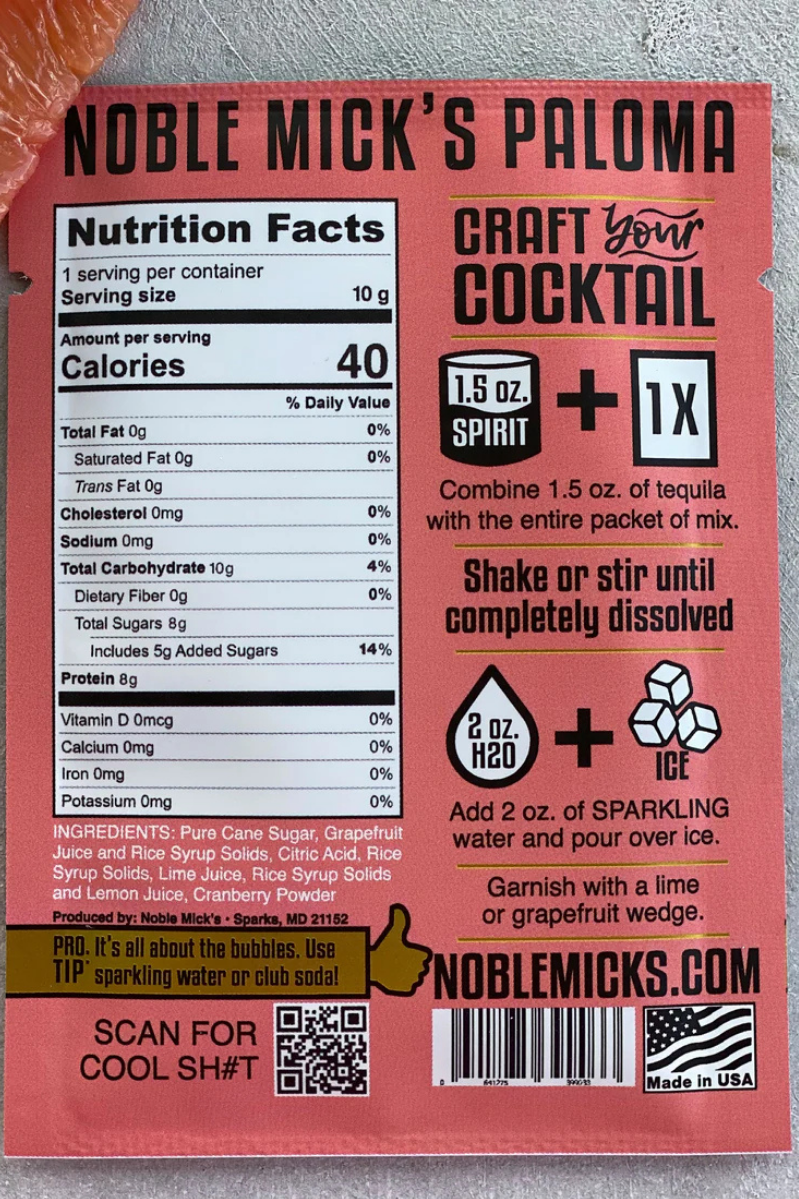 NOBLE MICK'S PALOMA
Nutrition Facts
1 serving per container
Serving size 10 g
Amount per serving
Calories 40
% Daily Value
Total Fat 0g 0%
Saturated Fat 0g 0%
Trans Fat 0g
Cholesterol 0mg 0%
Sodium 0mg 0%
Total Carbohydrate 10g 4%
Dietary Fiber 0g 0%
Total Sugars 8g
Includes 5g Added Sugars 14%
Protein 8g
Vitamin D 0mcg 0%
Calcium 0mg 0%
Iron 0mg 0%
Potassium 0mg 0%
INGREDIENTS: Pure Cane Sugar, Grapefruit
Juice and Rice Syrup Solids, Citric Acid, Rice
Syrup Solids, Lime Juice, Rice Syrup Solids
and Lemon Juice, Cranberry Powder
Produced by: Noble Mick's • Sparks, MD 21152
PRO. It's all about the bubbles. Use
TIP* sparkling water or club soda!
SCAN FOR
COOL SH#T
CRAFT Your
COCKTAIL
1.5 oz.
SPIRIT
+
1X
Combine 1.5 oz. of tequila
with the entire packet of mix.
Shake or stir until
completely dissolved
2 oz.
H20
+
ICE
Add 2 oz. of SPARKLING
water and pour over ice.
Garnish with a lime
or grapefruit wedge.
NOBLEMICKS.COM
0 641775
Made in USA